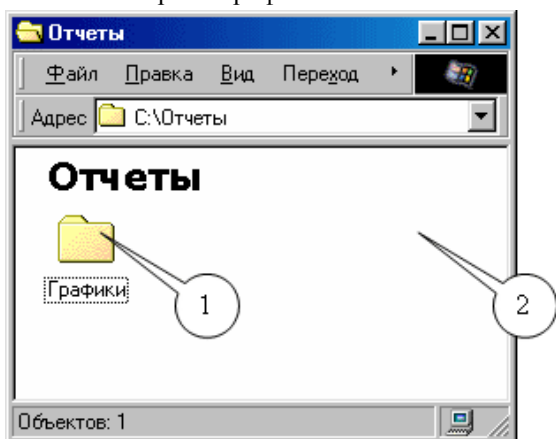 Отчеты
Файл Правка Вид Переход
Адрес C:\Отчеты
Отчеты
Графики
1
2
Объектов: 1